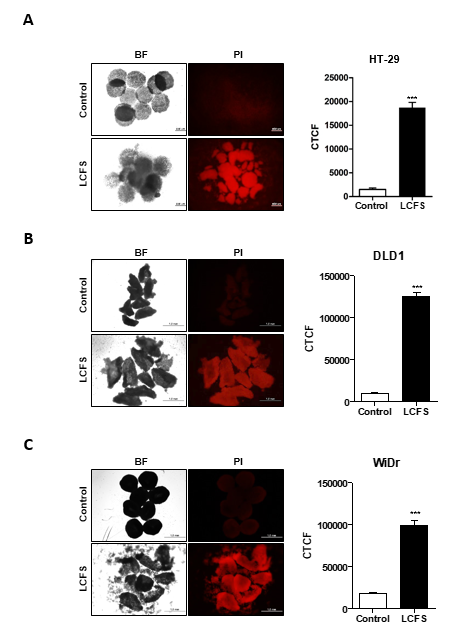 A
BF PI
HT-29
Control
LCFS
CTCF
25000
20000
15000
10000
5000
0
***
Control LCFS
B
BF PI
DLD1
Control
LCFS
CTCF
150000
100000
50000
0
***
Control LCFS
C
BF PI
WiDr
Control
LCFS
CTCF
150000
100000
50000
0
***
Control LCFS